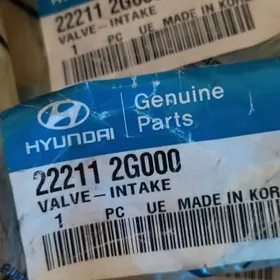 22211 2G000
VALVE-INTAKE
1 PC UE MADE IN KOR
HYUNDAI
Genuine
Parts
22211 2G000
VALVE-INTAKE
1 PC UE MADE IN KOR